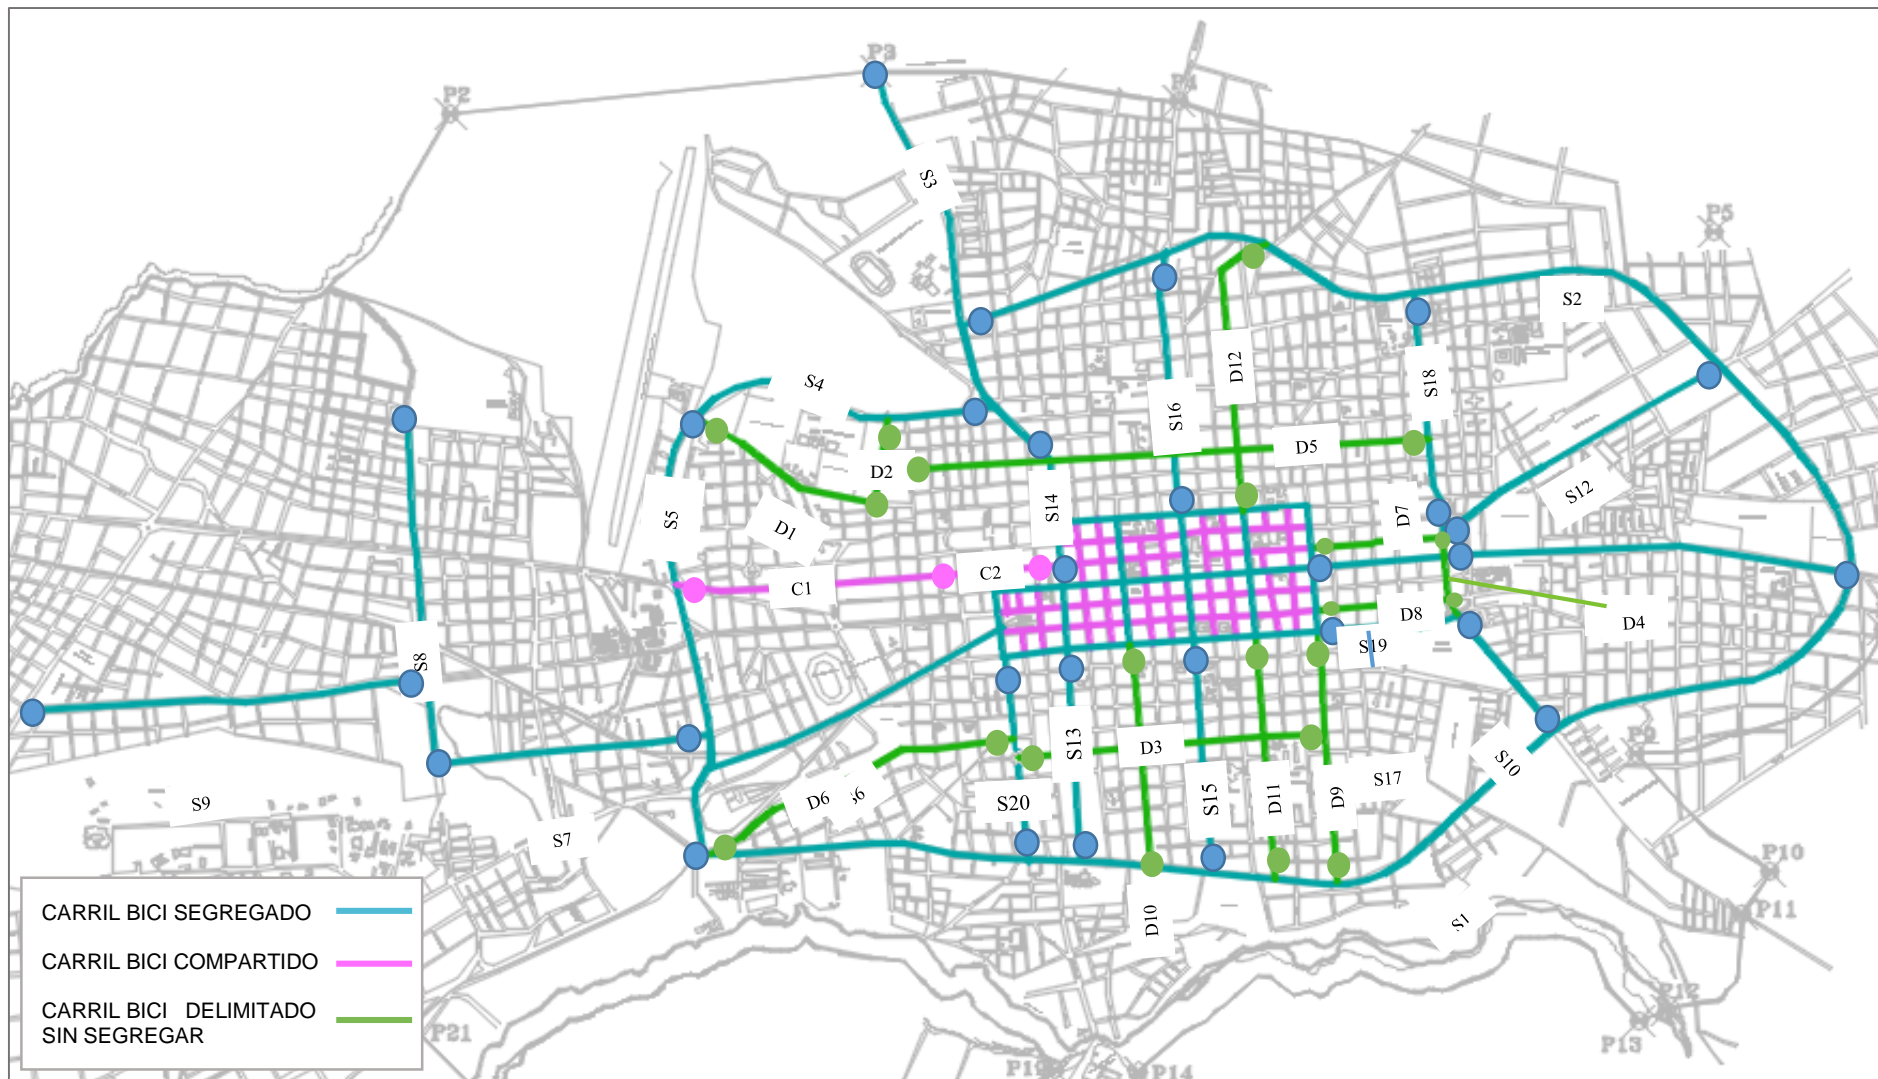 P3
P4
P2
S3
P5
S2
S4
D12
S18
S16
D5
D2
S12
S14
S5
D1
D7
C2
C1
D8
D4
S19
S8
S13
D3
S10
S17
D6
S6
S20
S15
D11
D9
S9
S7
D10
S1
P9
P10
P11
P12
P13
P14
P21
CARRIL BICI SEGREGADO
CARRIL BICI COMPARTIDO
CARRIL BICI DELIMITADO
SIN SEGREGAR